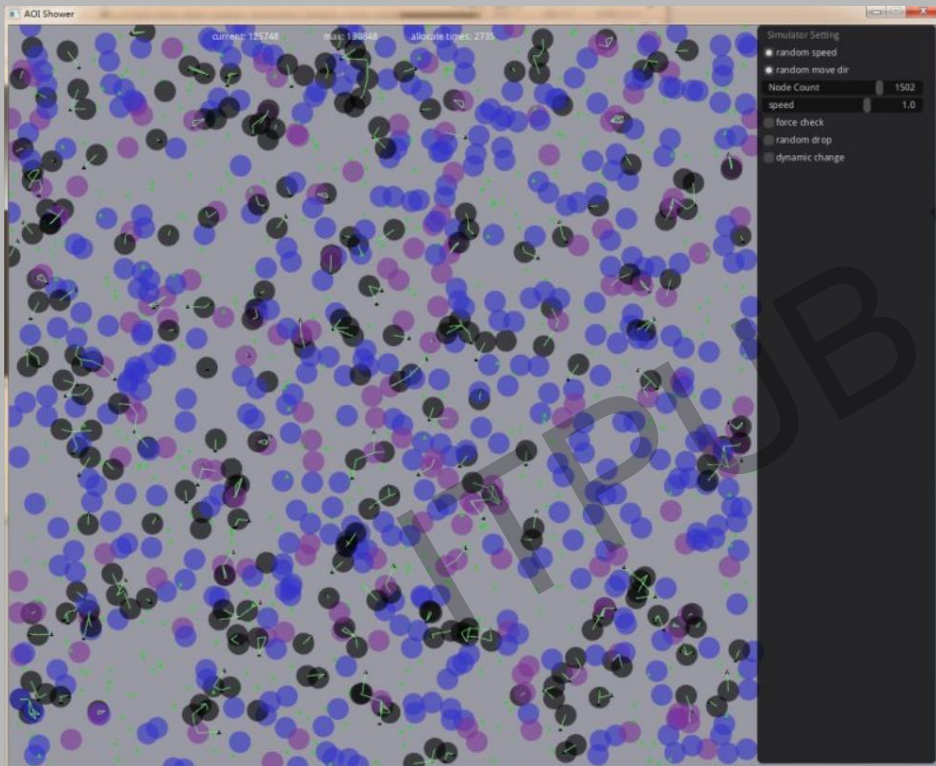 AOI Shower
current: 125748 max: 130848 allocate times: 2735
Simulator Setting
random speed
random move dir
Node Count 1502
speed 1.0
force check
random drop
dynamic change
ITPUB